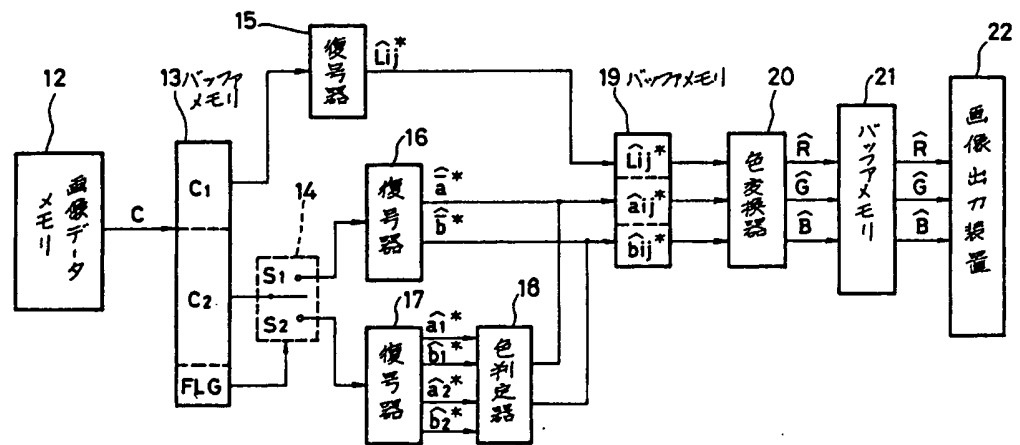 12
画像データ
メモリ
C
13 バッファ
メモリ
C1
C2
FLG
14
S1
S2
15
復号器
L̂ij*
16
復号器
â̄*
b̂̄*
17
復号器
â1*
b̂1*
â2*
b̂2*
18
色判定器
19 バッファメモリ
L̂ij*
âij*
b̂ij*
20
色変換器
R̂
Ĝ
B̂
21
バッファメモリ
R̂
Ĝ
B̂
22
画像出力装置